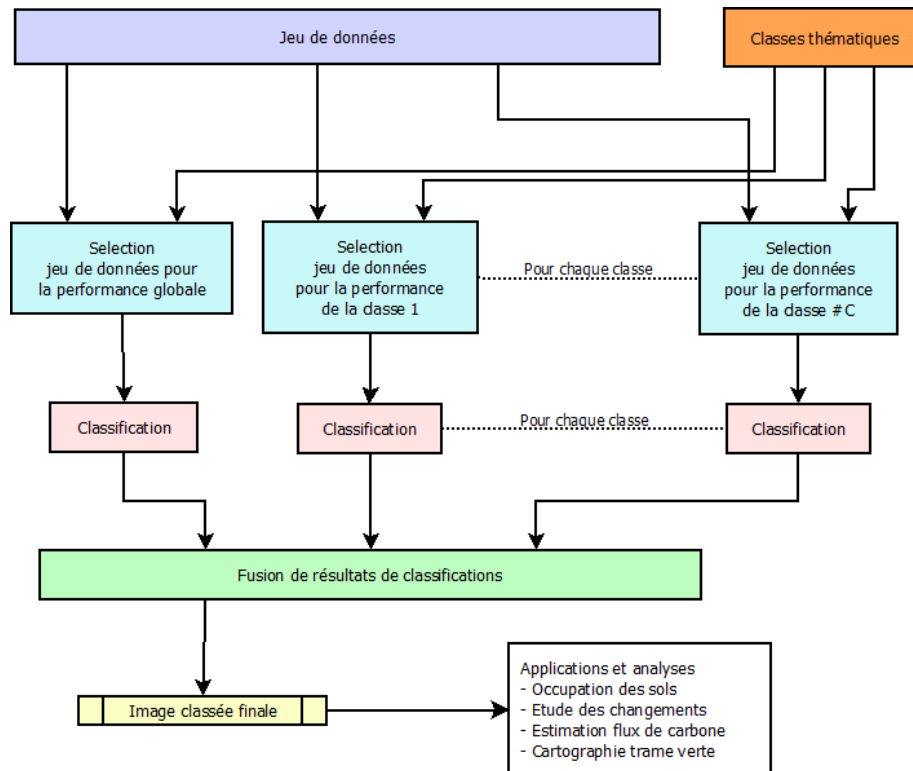 Jeu de données
Classes thématiques
Selection
jeu de données pour
la performance globale
Selection
jeu de données
pour la performance
de la classe 1
Pour chaque classe
Selection
jeu de données
pour la performance
de la classe #C
Classification
Classification
Pour chaque classe
Classification
Fusion de résultats de classifications
Image classée finale
Applications et analyses
- Occupation des sols
- Etude des changements
- Estimation flux de carbone
- Cartographie trame verte